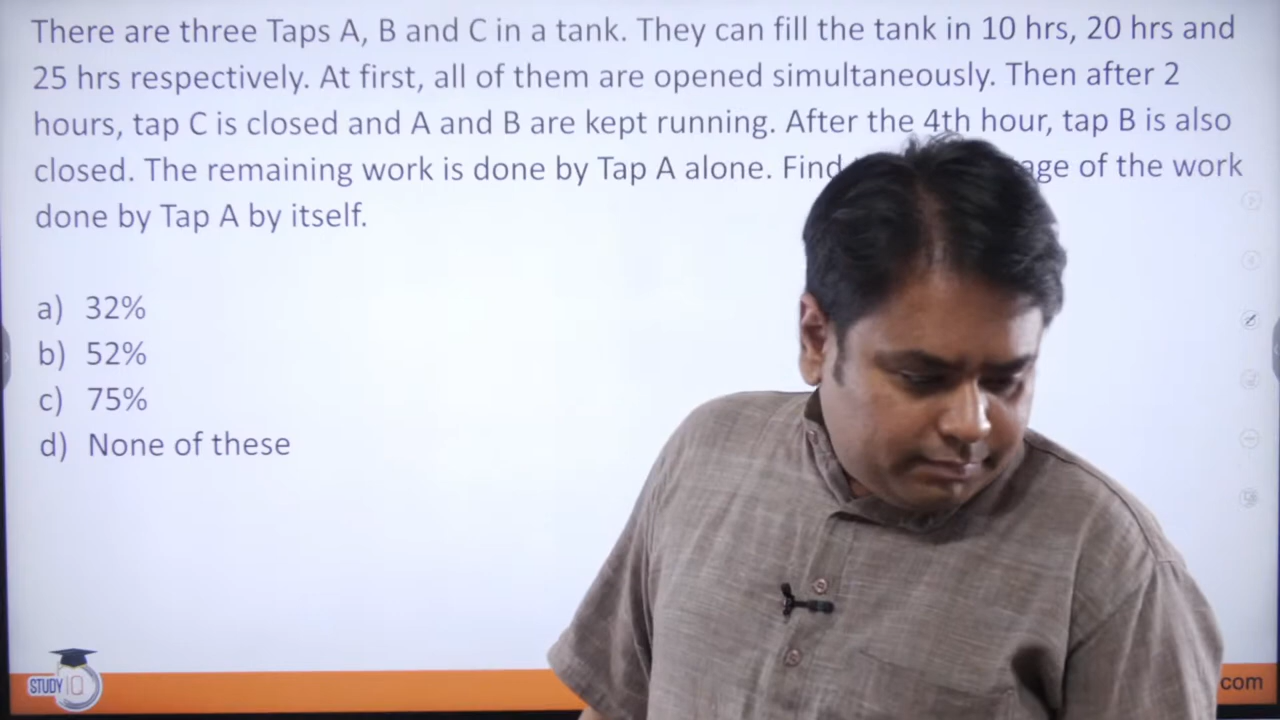 There are three Taps A, B and C in a tank. They can fill the tank in 10 hrs, 20 hrs and
25 hrs respectively. At first, all of them are opened simultaneously. Then after 2
hours, tap C is closed and A and B are kept running. After the 4th hour, tap B is also
closed. The remaining work is done by Tap A alone. Find of the work
done by Tap A by itself.
a) 32%
b) 52%
c) 75%
d) None of these
STUDY IQ
com